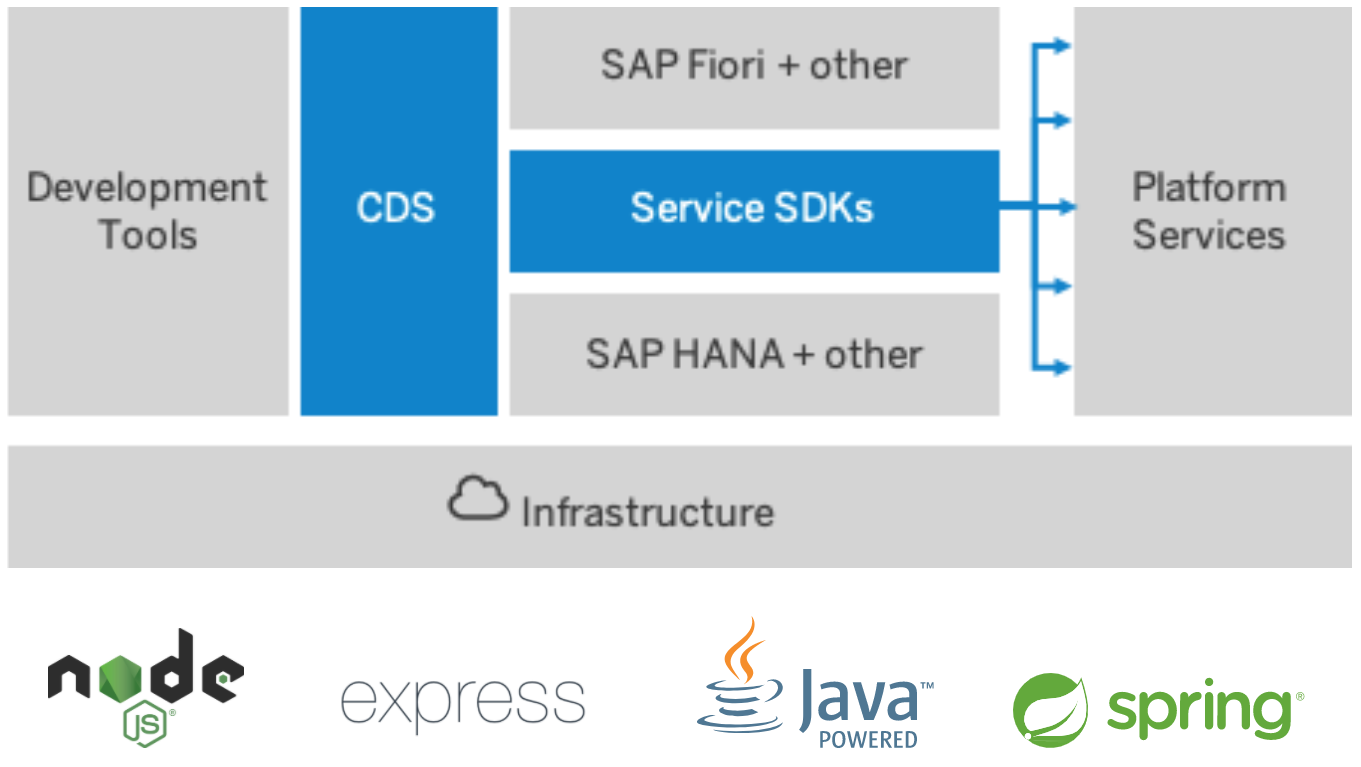 SAP Fiori + other
Development
Tools
CDS
Service SDKs
Platform
Services
SAP HANA + other
Infrastructure
node
JS®
express
Java™
POWERED
spring®